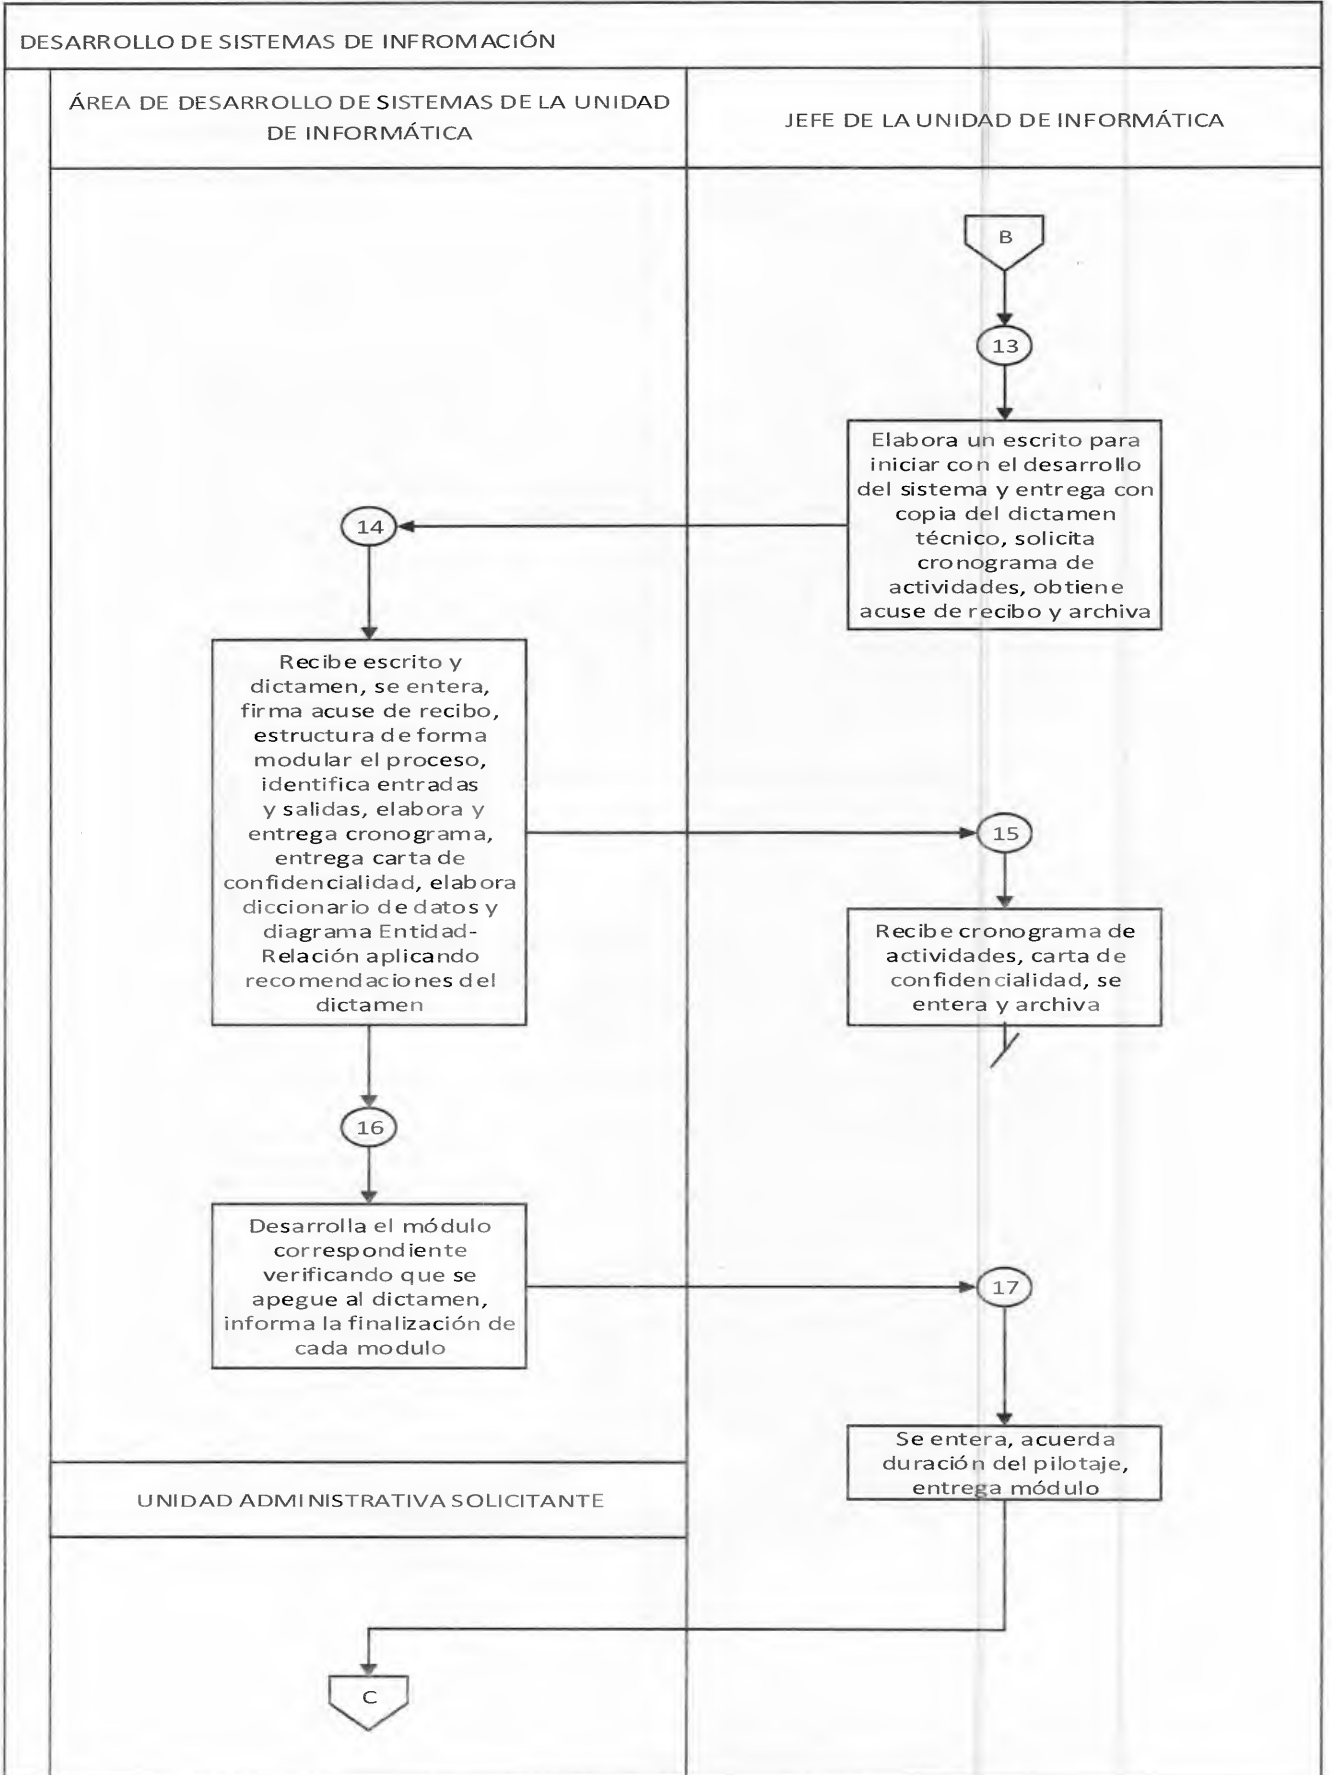 DESARROLLO DE SISTEMAS DE INFROMACIÓN
ÁREA DE DESARROLLO DE SISTEMAS DE LA UNIDAD
DE INFORMÁTICA
JEFE DE LA UNIDAD DE INFORMÁTICA
B
13
Elabora un escrito para
iniciar con el desarrollo
del sistema y entrega con
copia del dictamen
técnico, solicita
cronograma de
actividades, obtiene
acuse de recibo y archiva
14
Recibe escrito y
dictamen, se entera,
firma acuse de recibo,
estructura de forma
modular el proceso,
identifica entradas
y salidas, elabora y
entrega cronograma,
entrega carta de
confidencialidad, elabora
diccionario de datos y
diagrama Entidad-
Relación aplicando
recomendaciones del
dictamen
15
Recibe cronograma de
actividades, carta de
confidencialidad, se
entera y archiva
16
Desarrolla el módulo
correspondiente
verificando que se
apegue al dictamen,
informa la finalización de
cada modulo
17
Se entera, acuerda
duración del pilotaje,
entrega módulo
UNIDAD ADMINISTRATIVA SOLICITANTE
C